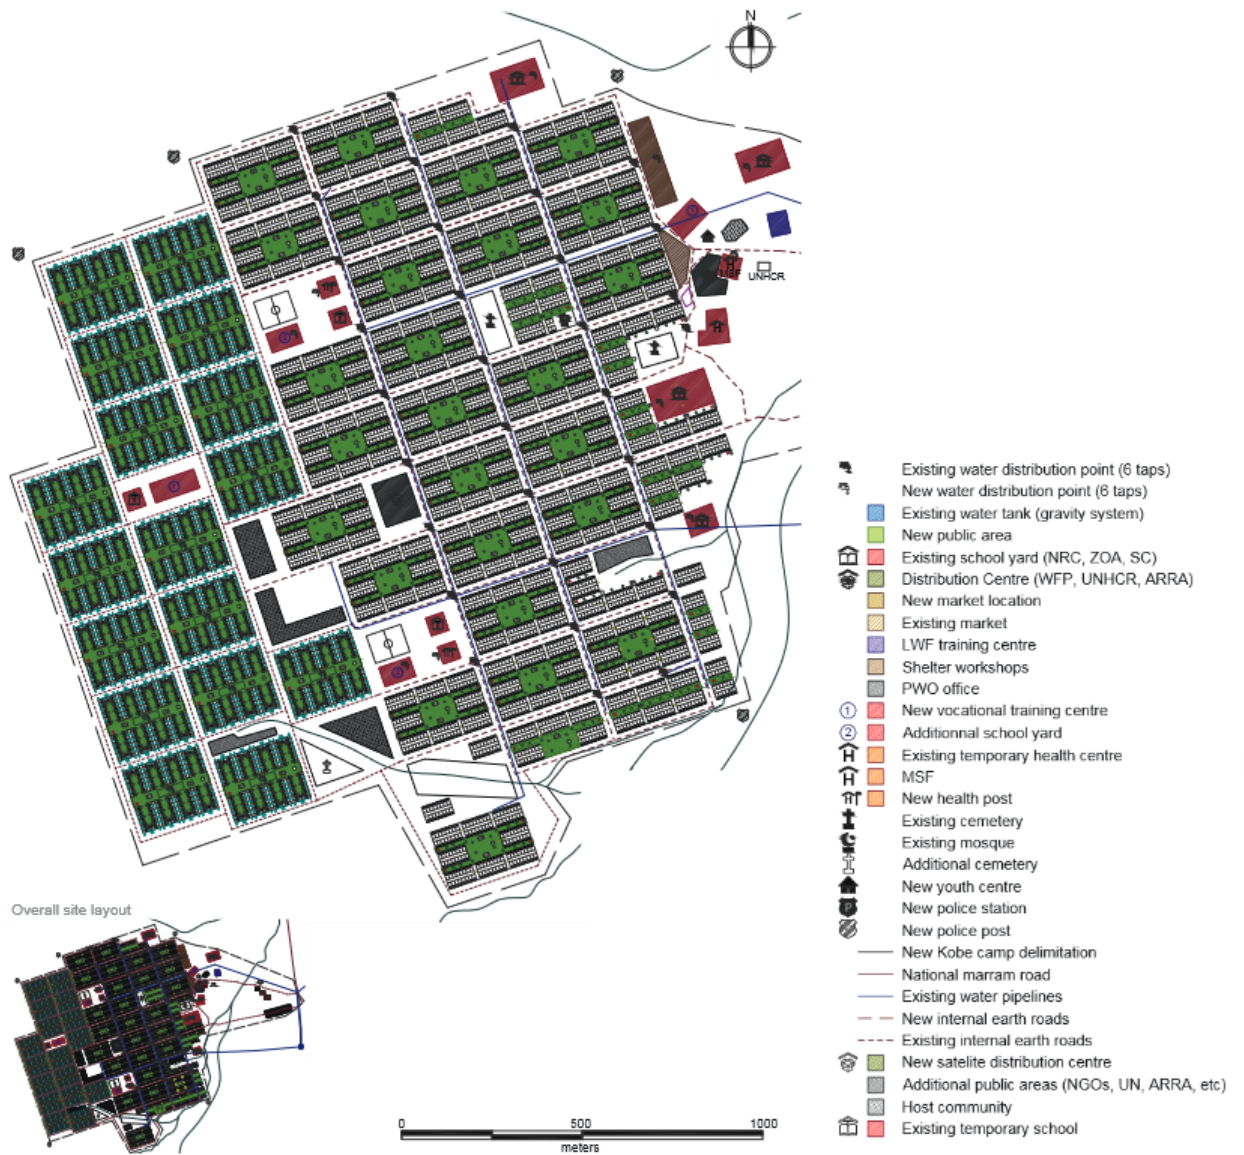 N
MSF
UNHCR
Existing water distribution point (6 taps)
New water distribution point (6 taps)
Existing water tank (gravity system)
New public area
Existing school yard (NRC, ZOA, SC)
Distribution Centre (WFP, UNHCR, ARRA)
New market location
Existing market
LWF training centre
Shelter workshops
PWO office
1 New vocational training centre
2 Additionnal school yard
H Existing temporary health centre
H MSF
New health post
Existing cemetery
Existing mosque
Additional cemetery
New youth centre
P New police station
New police post
New Kobe camp delimitation
National marram road
Existing water pipelines
New internal earth roads
Existing internal earth roads
New satelite distribution centre
Additional public areas (NGOs, UN, ARRA, etc)
Host community
Existing temporary school
Overall site layout
0 500 1000
meters